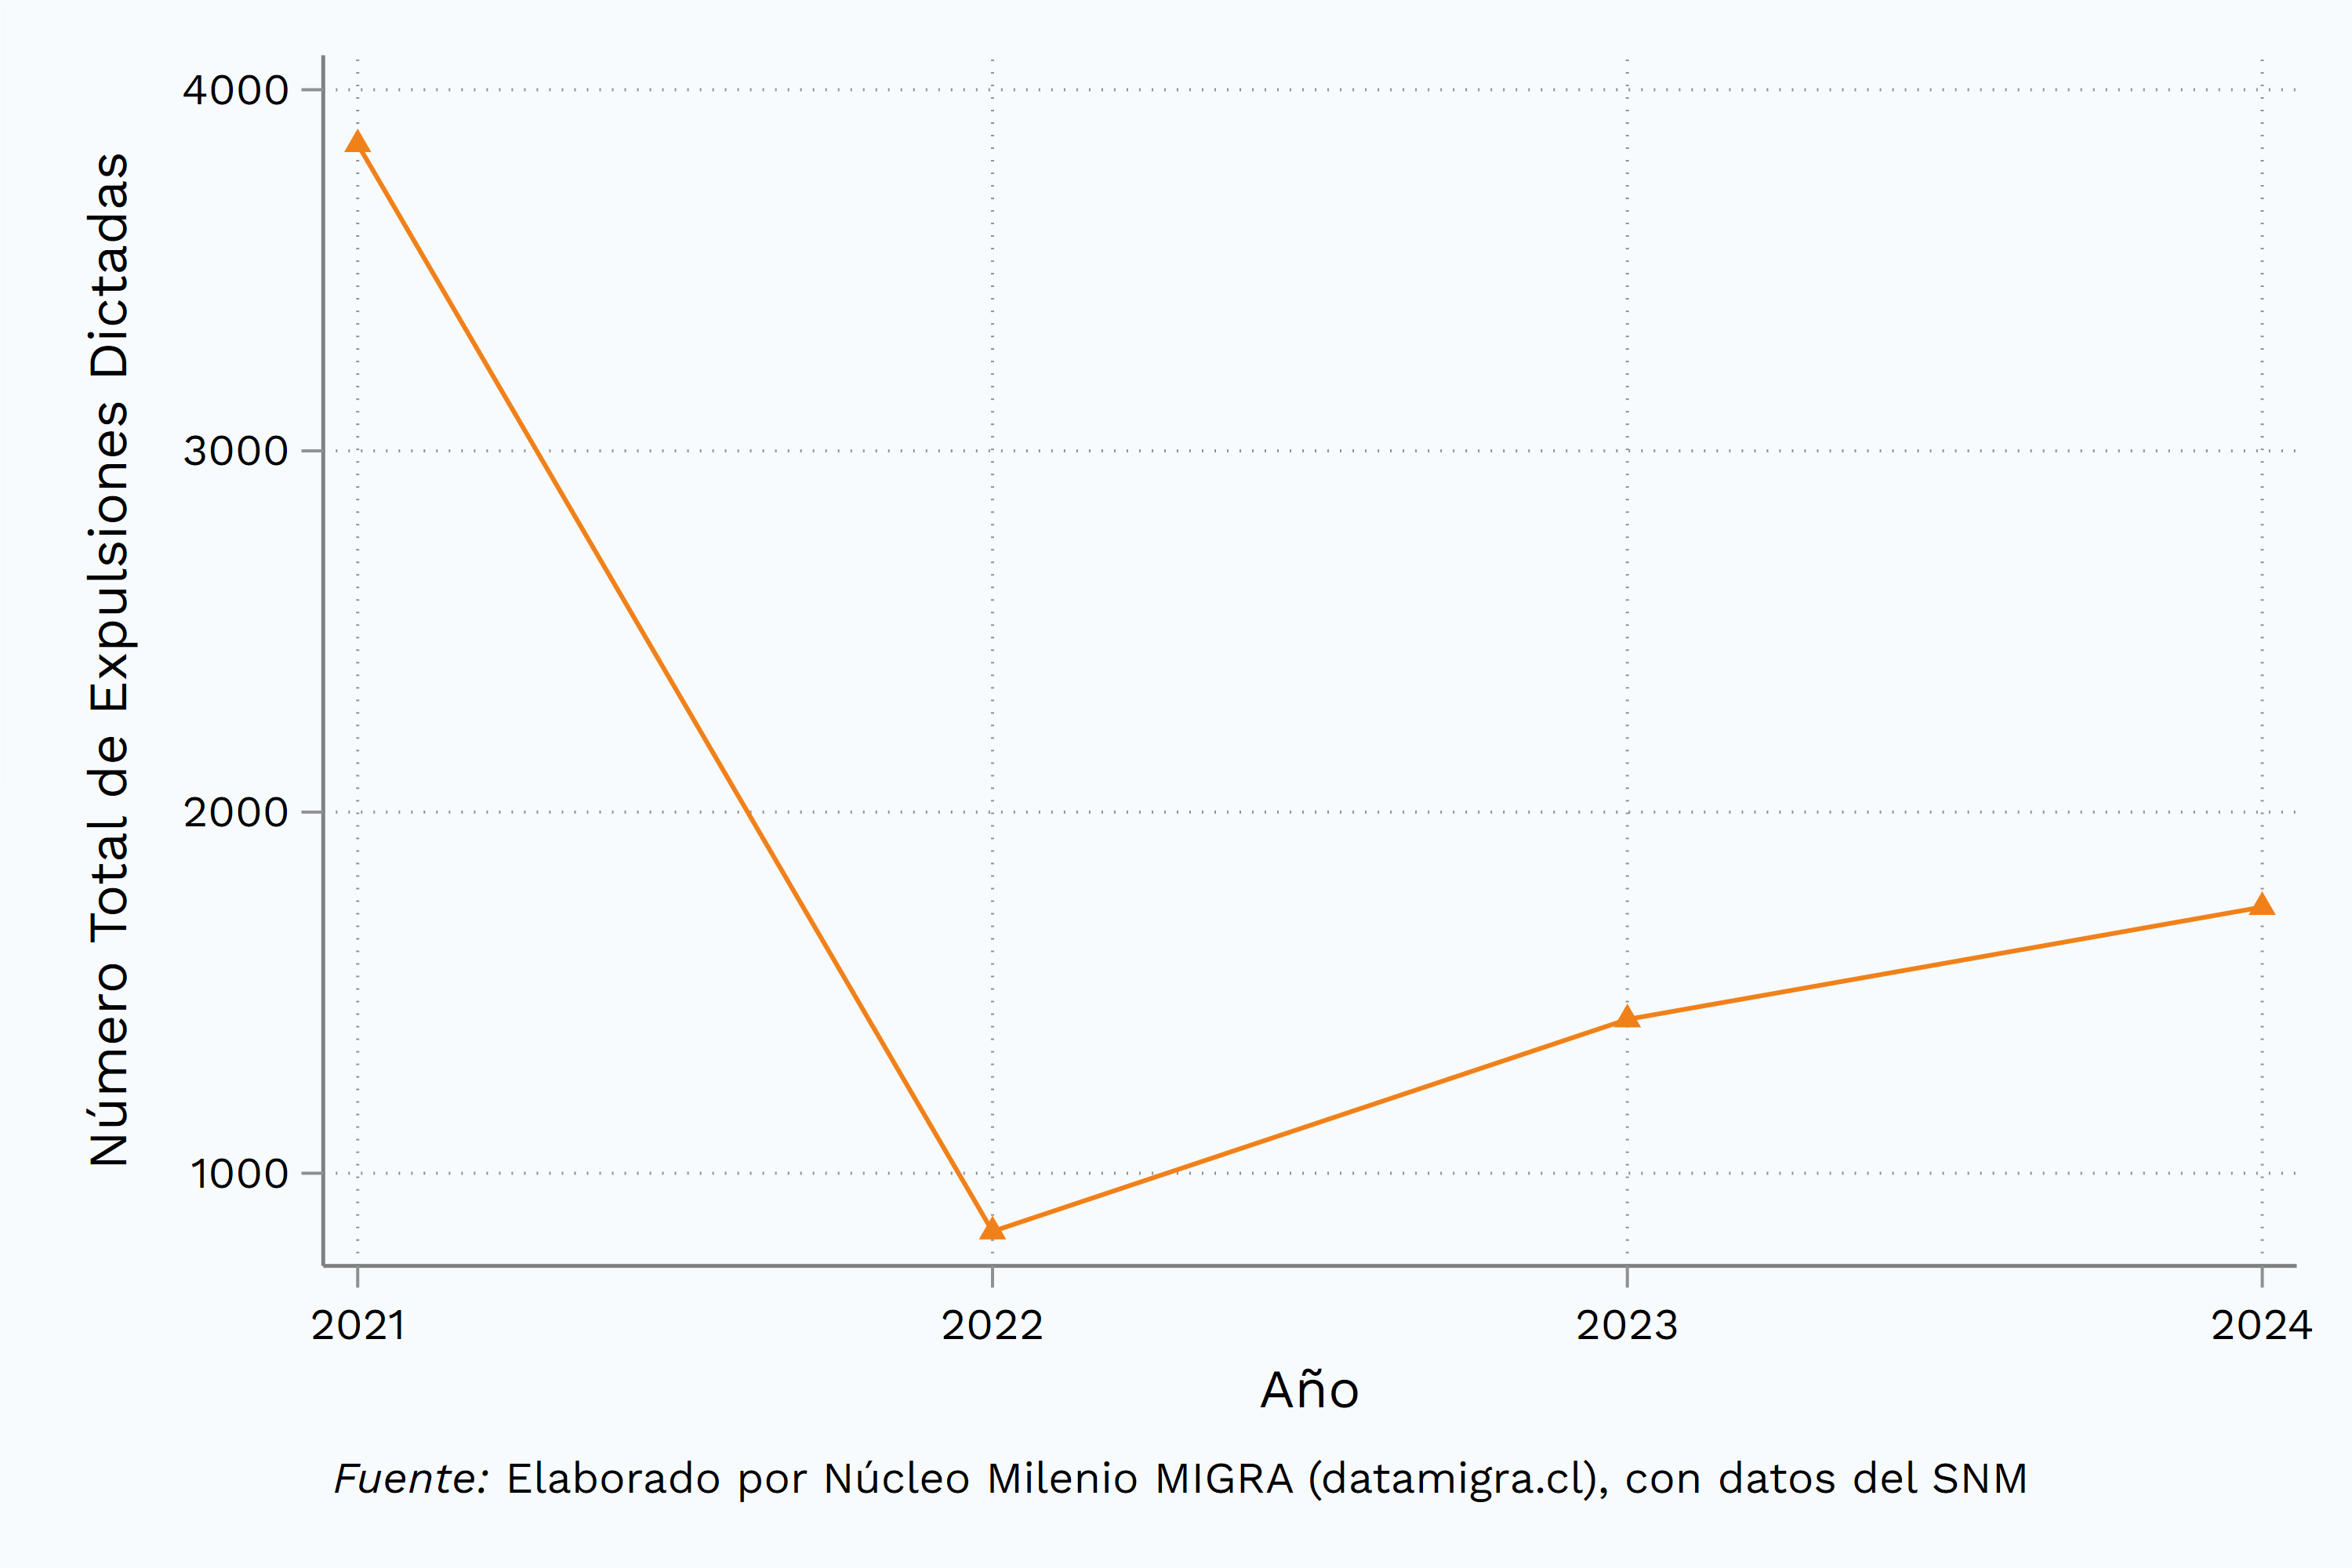 Número Total de Expulsiones Dictadas
4000
3000
2000
1000
2021
2022
2023
2024
Año
Fuente: Elaborado por Núcleo Milenio MIGRA (datamigra.cl), con datos del SNM